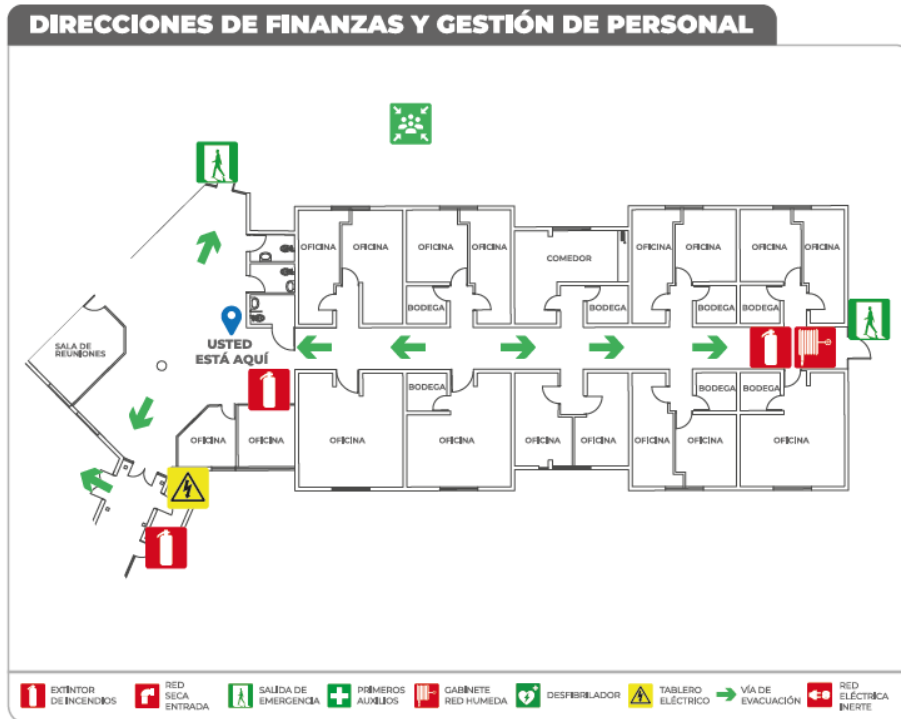 DIRECCIONES DE FINANZAS Y GESTIÓN DE PERSONAL
OFICINA
OFICINA
OFICINA
OFICINA
COMEDOR
OFICINA
OFICINA
OFICINA
OFICINA
BODEGA
BODEGA
BODEGA
BODEGA
USTED
ESTÁ AQUÍ
SALA DE
REUNIONES
BODEGA
BODEGA
BODEGA
OFICINA
OFICINA
OFICINA
OFICINA
OFICINA
OFICINA
OFICINA
OFICINA
OFICINA
EXTINTOR
DE INCENDIOS
RED
SECA
ENTRADA
SALIDA DE
EMERGENCIA
PRIMEROS
AUXILIOS
GABINETE
RED HUMEDA
DESFIBRILADOR
TABLERO
ELÉCTRICO
VÍA DE
EVACUACIÓN
RED
ELÉCTRICA
INERTE